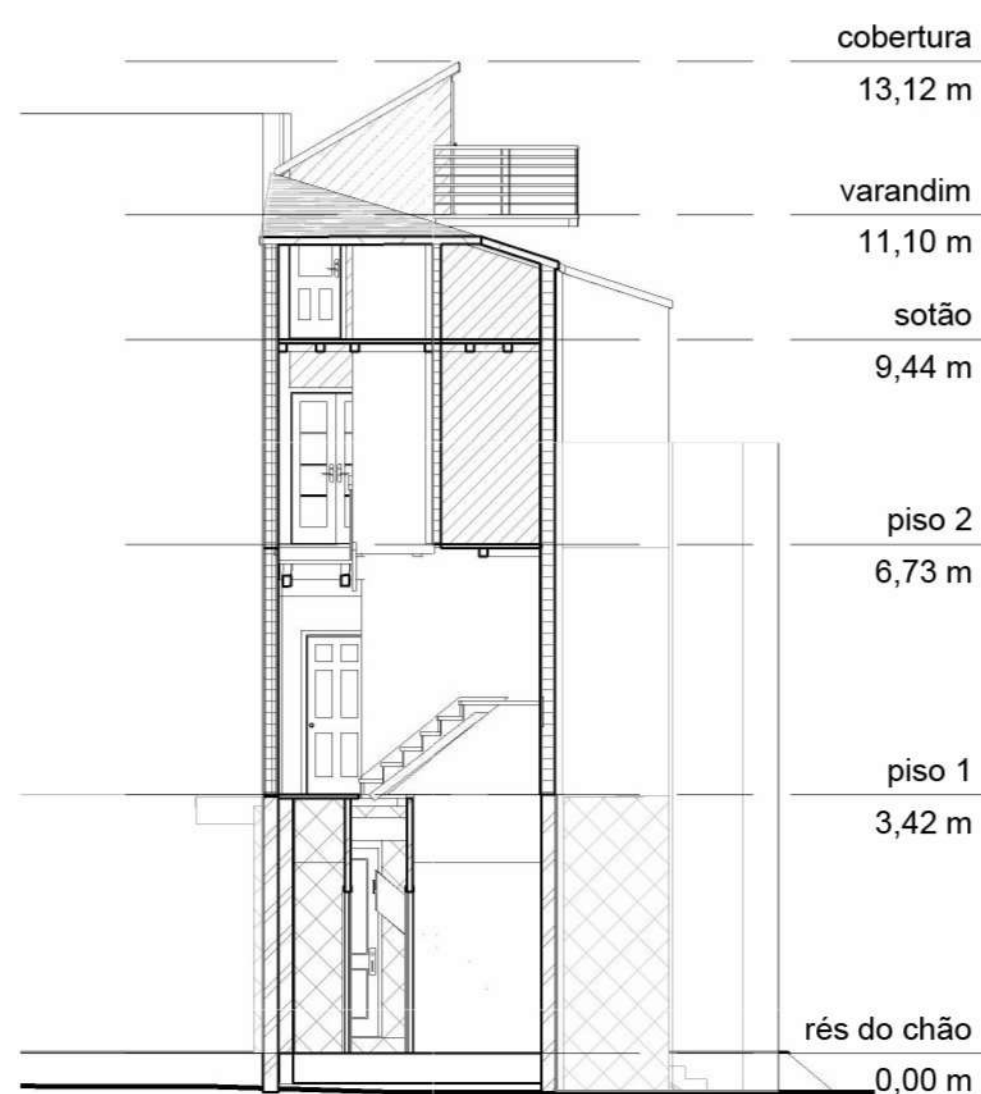 cobertura
13,12 m
varandim
11,10 m
sotão
9,44 m
piso 2
6,73 m
piso 1
3,42 m
rés do chão
0,00 m